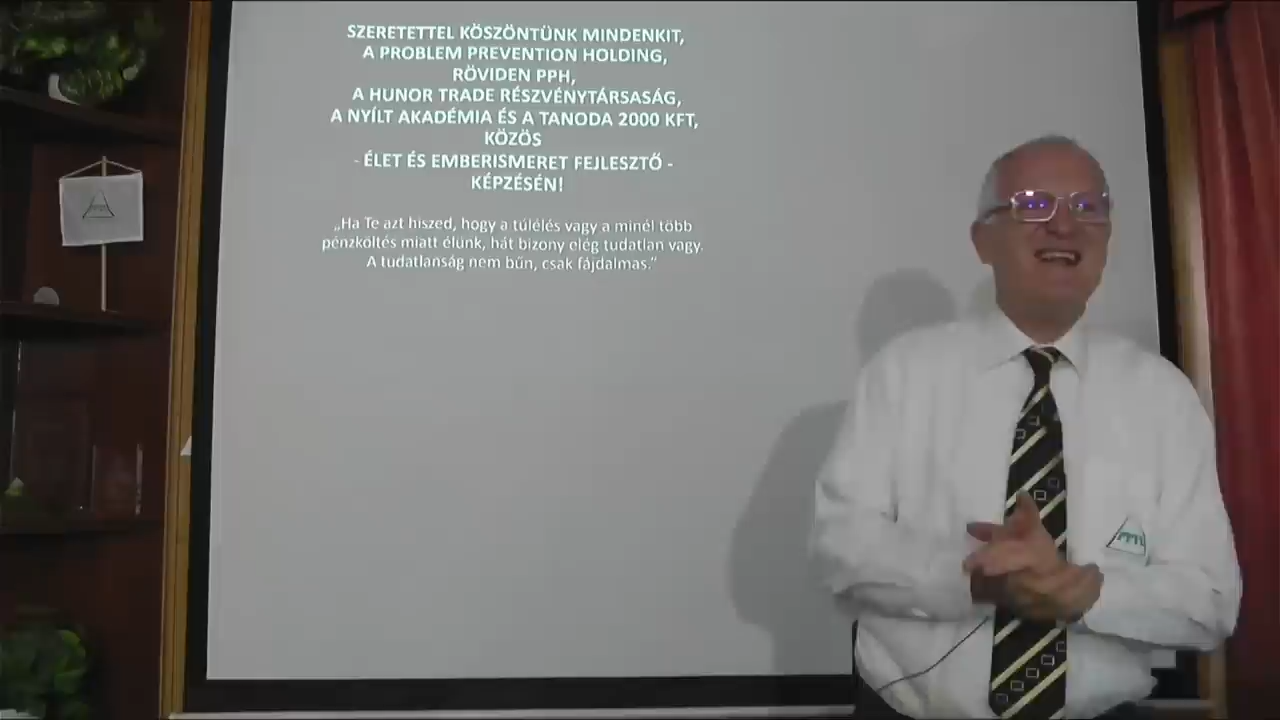 SZERETETTEL KÖSZÖNTÜNK MINDENKIT,
A PROBLEM PREVENTION HOLDING,
RÖVIDEN PPH,
A HUNOR TRADE RÉSZVÉNYTÁRSASÁG,
A NYÍLT AKADÉMIA ÉS A TANODA 2000 KFT,
KÖZÖS
- ÉLET ÉS EMBERISMERET FEJLESZTŐ -
KÉPZÉSÉN!
„Ha Te azt hiszed, hogy a túlélés vagy a minél több
pénzköltés miatt élünk, hát bizony elég tudatlan vagy.
A tudatlanság nem bűn, csak fájdalmas.”
PPH